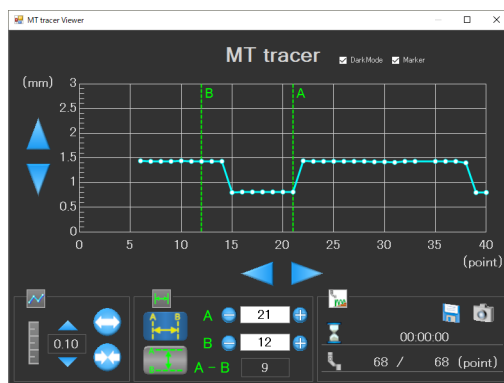 MT tracer Viewer
MT tracer
DarkMode
Marker
(mm)
3
2.5
2
1.5
1
0.5
0
B
A
0 5 10 15 20 25 30 35 40
(point)
A 21
B 12
A - B 9
0.10
A B
A
B
00:00:00
68 / 68 (point)